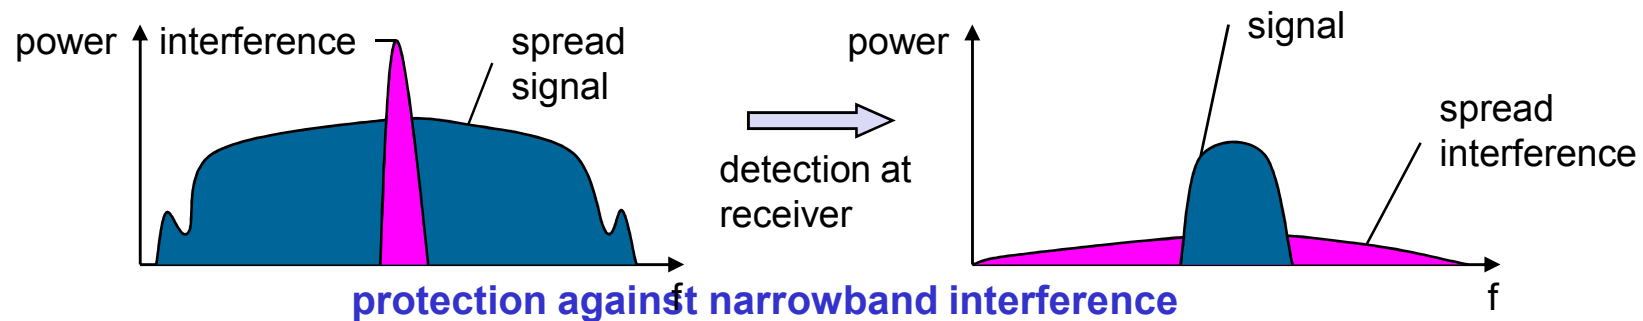 power
interference
spread
signal
detection at
receiver
f
power
signal
spread
interference
f
protection against narrowband interference